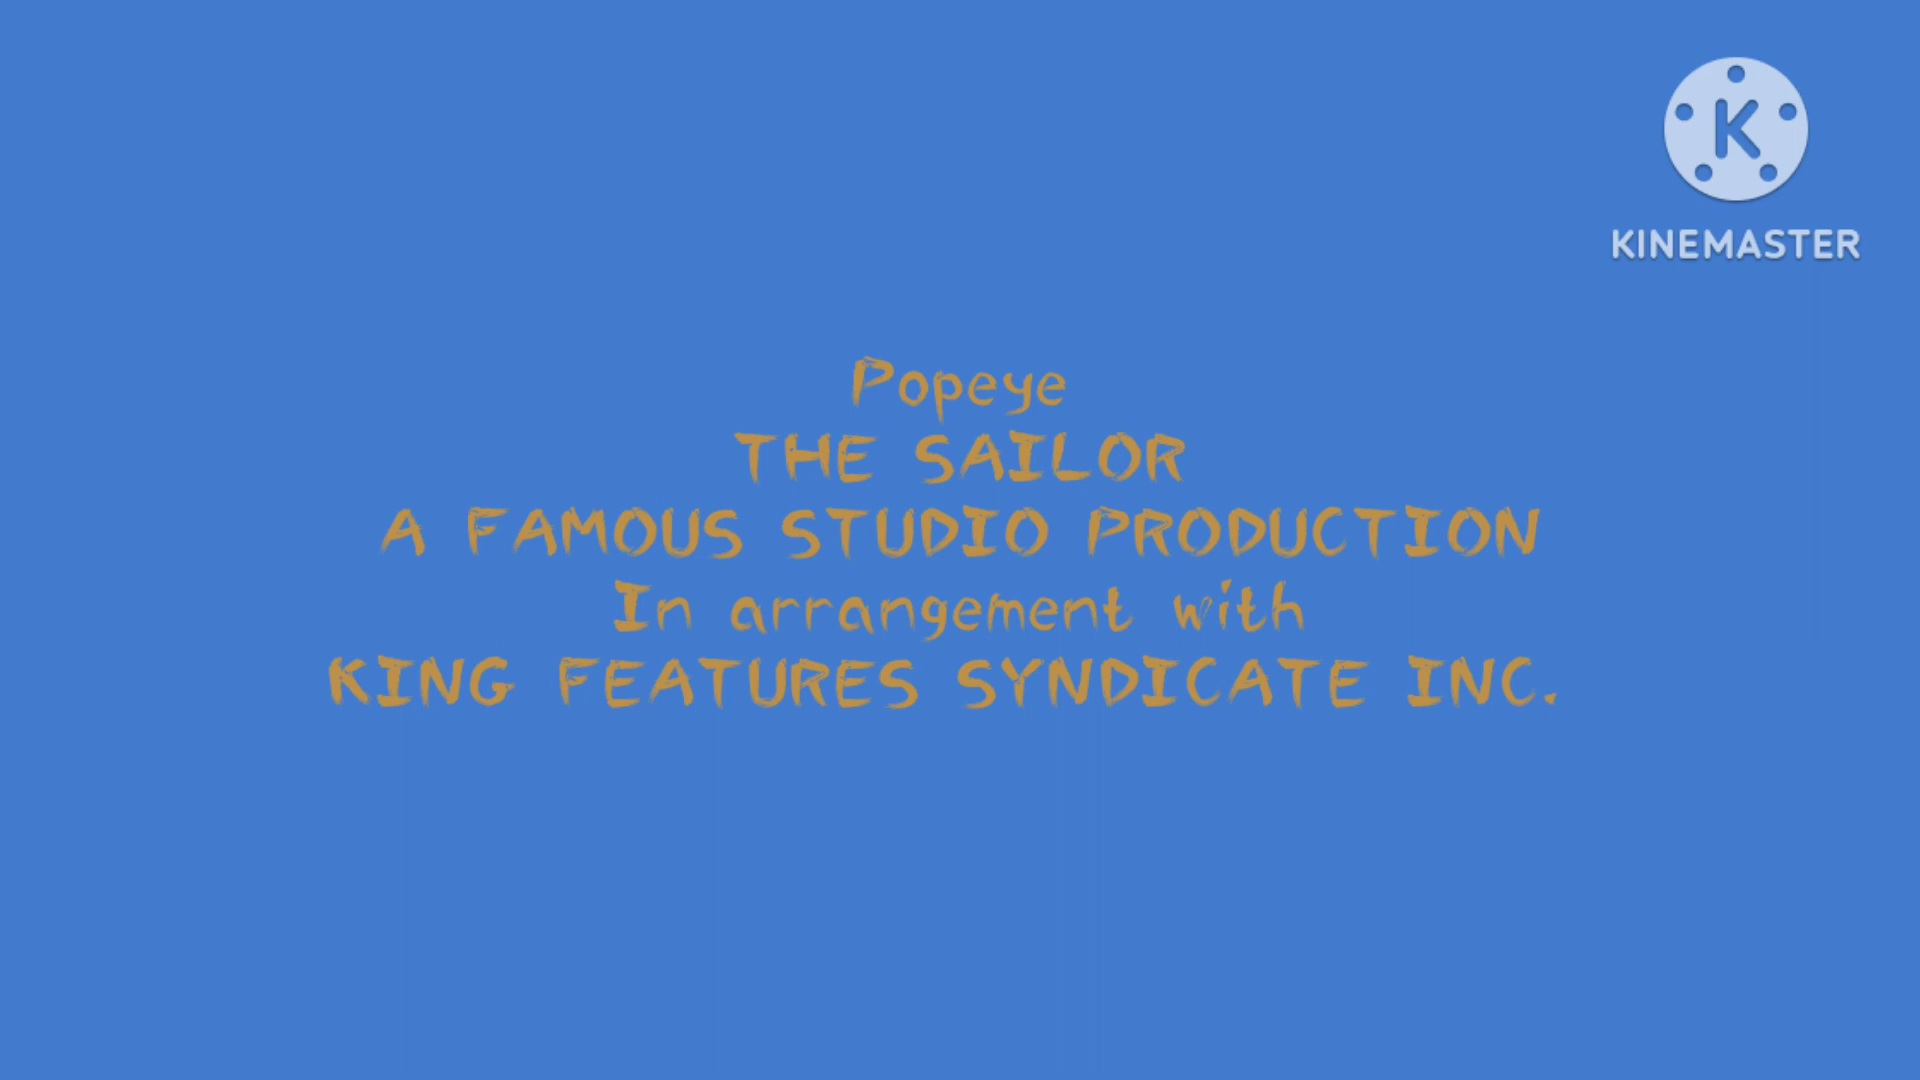 K
KINEMASTER
Popeye
THE SAILOR
A FAMOUS STUDIO PRODUCTION
In arrangement with
KING FEATURES SYNDICATE INC.